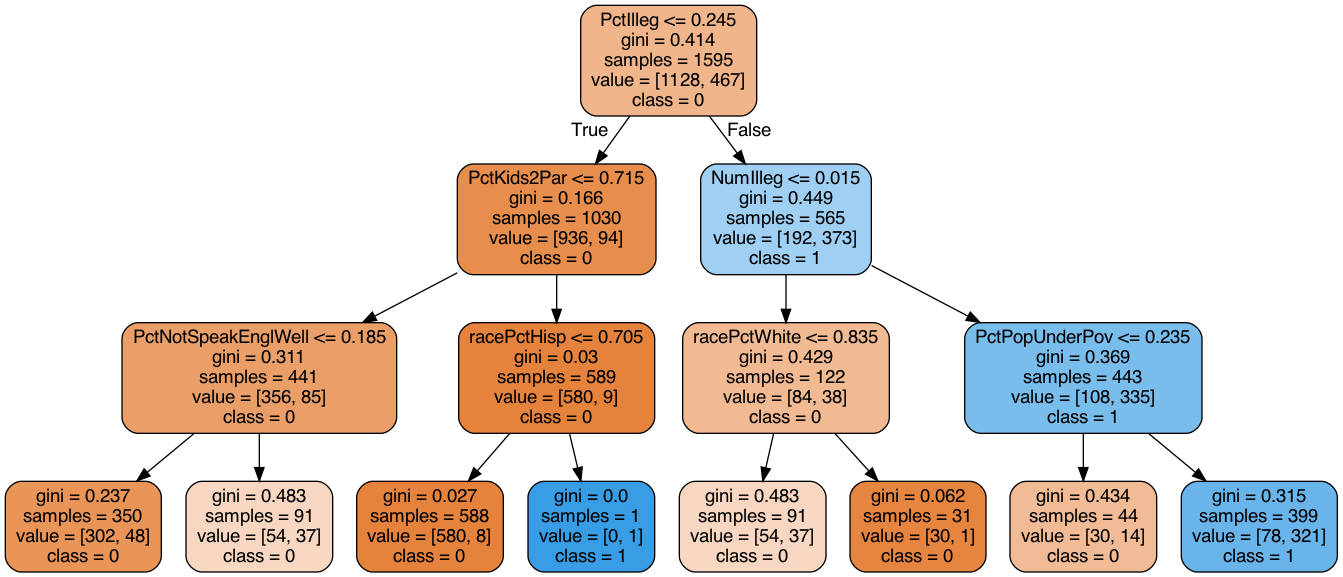 PctIlleg <= 0.245
gini = 0.414
samples = 1595
value = [1128, 467]
class = 0
True
False
PctKids2Par <= 0.715
gini = 0.166
samples = 1030
value = [936, 94]
class = 0
NumIlleg <= 0.015
gini = 0.449
samples = 565
value = [192, 373]
class = 1
PctNotSpeakEnglWell <= 0.185
gini = 0.311
samples = 441
value = [356, 85]
class = 0
racePctHisp <= 0.705
gini = 0.03
samples = 589
value = [580, 9]
class = 0
racePctWhite <= 0.835
gini = 0.429
samples = 122
value = [84, 38]
class = 0
PctPopUnderPov <= 0.235
gini = 0.369
samples = 443
value = [108, 335]
class = 1
gini = 0.237
samples = 350
value = [302, 48]
class = 0
gini = 0.483
samples = 91
value = [54, 37]
class = 0
gini = 0.027
samples = 588
value = [580, 8]
class = 0
gini = 0.0
samples = 1
value = [0, 1]
class = 1
gini = 0.483
samples = 91
value = [54, 37]
class = 0
gini = 0.062
samples = 31
value = [30, 1]
class = 0
gini = 0.434
samples = 44
value = [30, 14]
class = 0
gini = 0.315
samples = 399
value = [78, 321]
class = 1